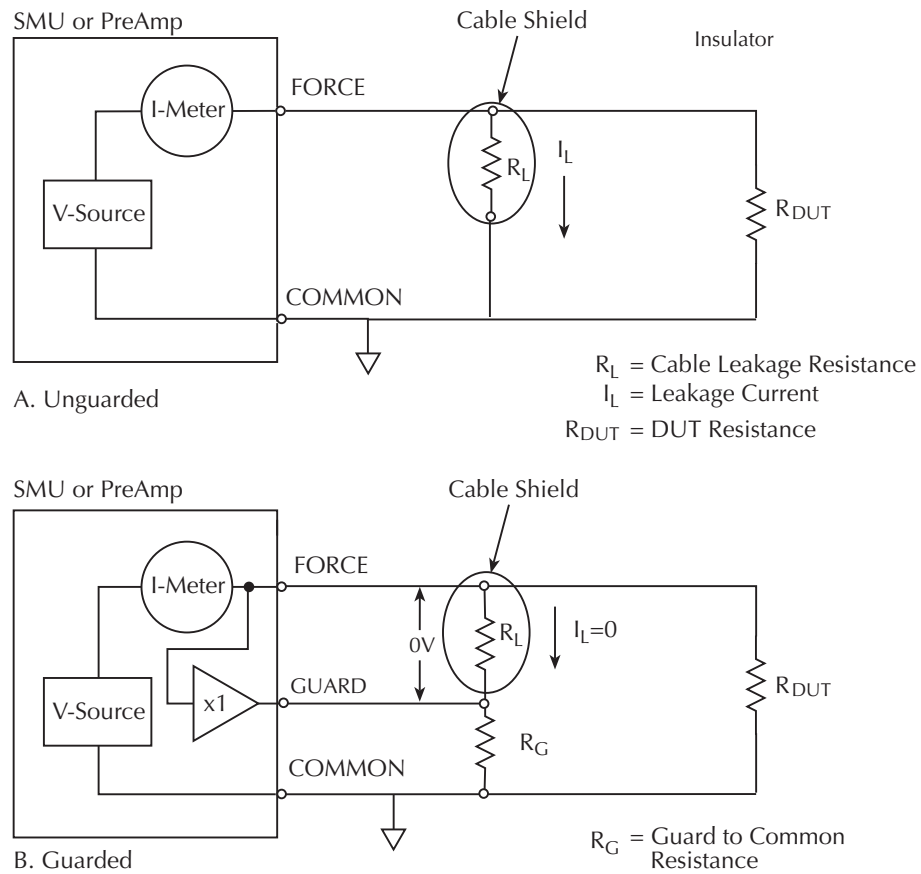 SMU or PreAmp
Cable Shield
Insulator
I-Meter
FORCE
V-Source
R_L
I_L
R_DUT
COMMON
R_L = Cable Leakage Resistance
I_L = Leakage Current
R_DUT = DUT Resistance
A. Unguarded
SMU or PreAmp
Cable Shield
I-Meter
FORCE
0V
R_L
I_L=0
V-Source
x1
GUARD
R_DUT
R_G
COMMON
R_G = Guard to Common
Resistance
B. Guarded